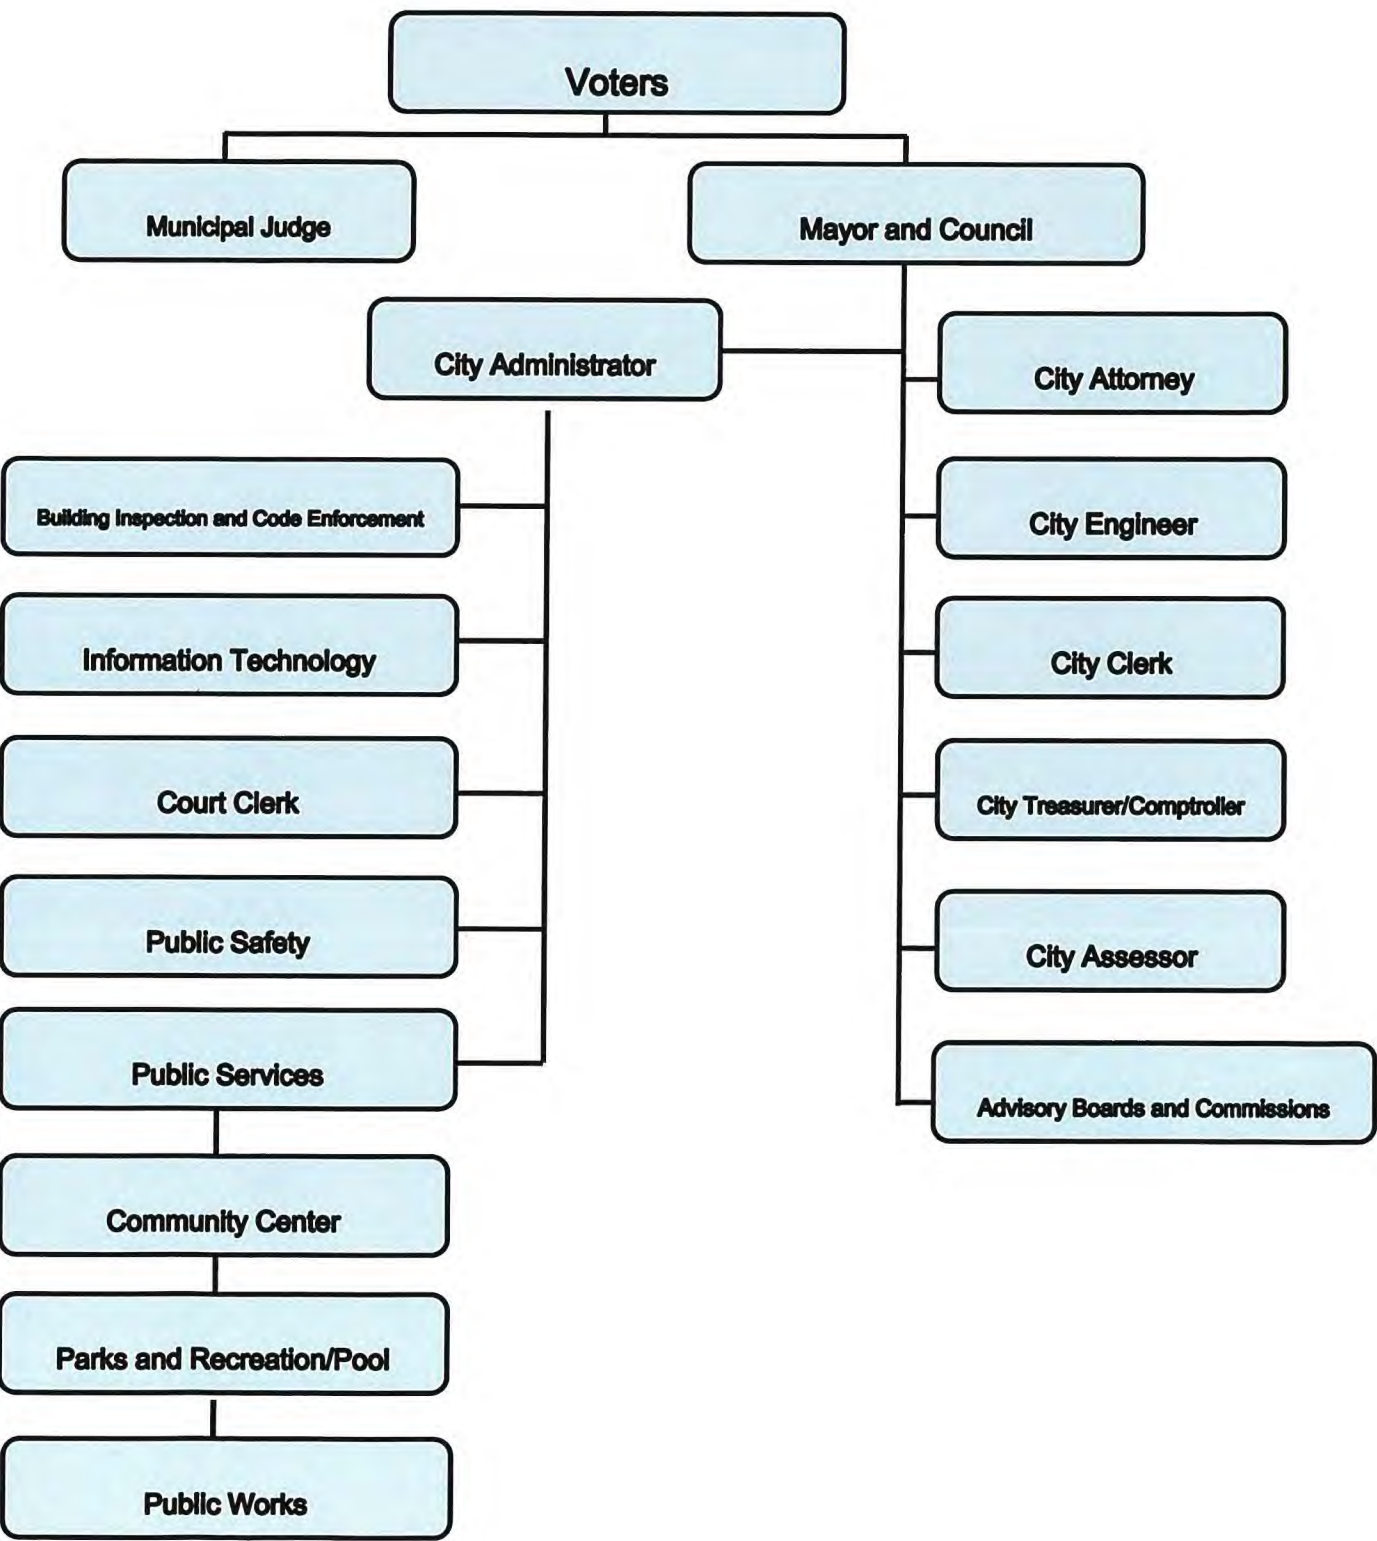 Voters
Municipal Judge
Mayor and Council
City Administrator
City Attorney
Building Inspection and Code Enforcement
City Engineer
Information Technology
City Clerk
Court Clerk
City Treasurer/Comptroller
Public Safety
City Assessor
Public Services
Advisory Boards and Commissions
Community Center
Parks and Recreation/Pool
Public Works